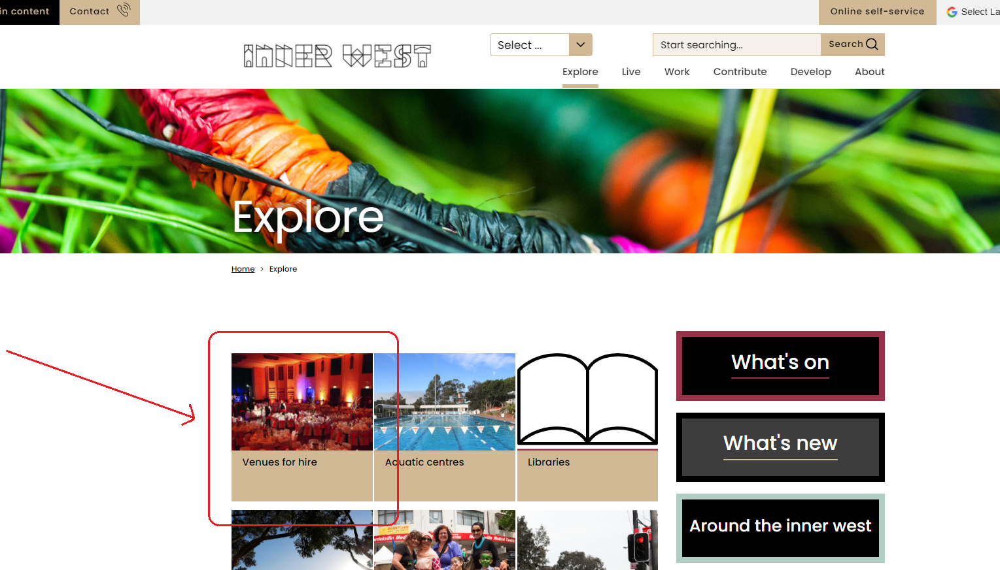 in content
Contact
Online self-service
Select La
INNER WEST
Select ...
Start searching...
Search
Explore
Live
Work
Contribute
Develop
About
Explore
Home > Explore
What's on
Venues for hire
Aquatic centres
Libraries
What's new
Around the inner west